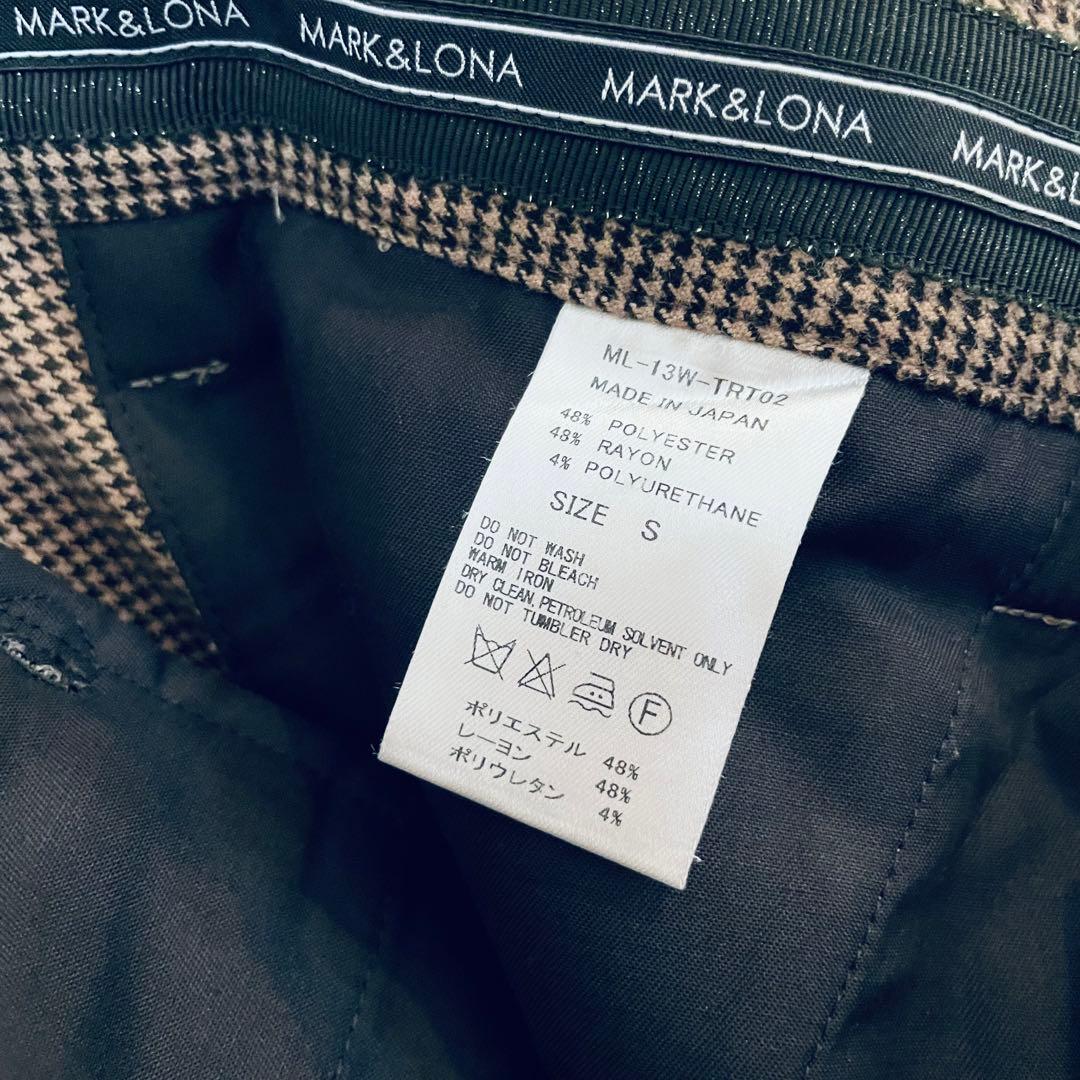 MARK&LONA MARK&LONA MARK&LONA MARK&L
ML-13W-TRT02
MADE IN JAPAN
48% POLYESTER
48% RAYON
4% POLYURETHANE
SIZE S
DO NOT WASH
DO NOT BLEACH
WARM IRON
DRY CLEAN, PETROLEUM SOLVENT ONLY
DO NOT TUMBLER DRY
F
ポリエステル 48%
レーヨン 48%
ポリウレタン 4%